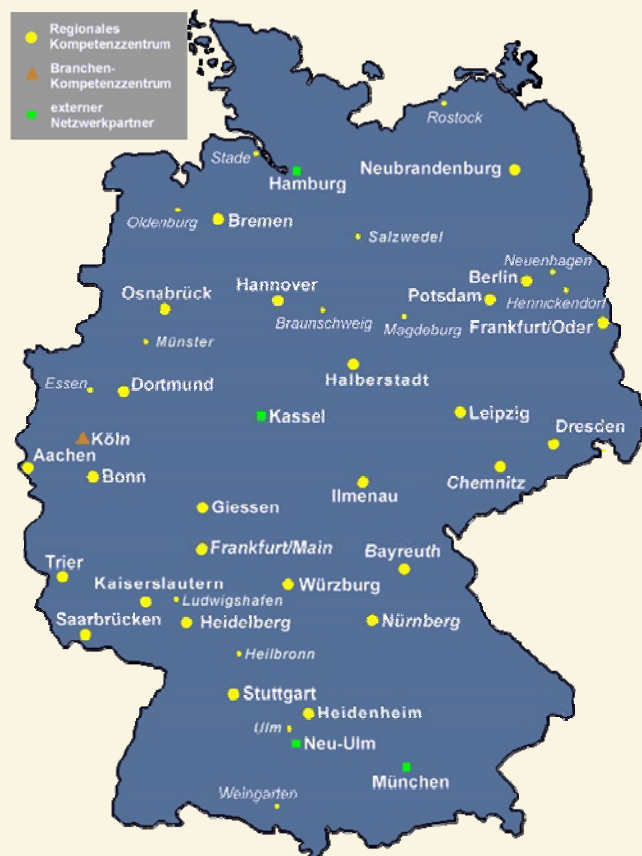 Regionales
Kompetenzzentrum
Branchen-
Kompetenzzentrum
externer
Netzwerkpartner
Rostock
Stade
Hamburg
Neubrandenburg
Oldenburg
Bremen
Salzwedel
Neuenhagen
Berlin
Hannover
Osnabrück
Potsdam
Hennickendorf
Braunschweig
Magdeburg
Frankfurt/Oder
Münster
Halberstadt
Essen
Dortmund
Kassel
Leipzig
Dresden
Köln
Aachen
Bonn
Chemnitz
Ilmenau
Giessen
Frankfurt/Main
Bayreuth
Trier
Kaiserslautern
Würzburg
Ludwigshafen
Saarbrücken
Heidelberg
Nürnberg
Heilbronn
Stuttgart
Heidenheim
Ulm
Neu-Ulm
München
Weingarten